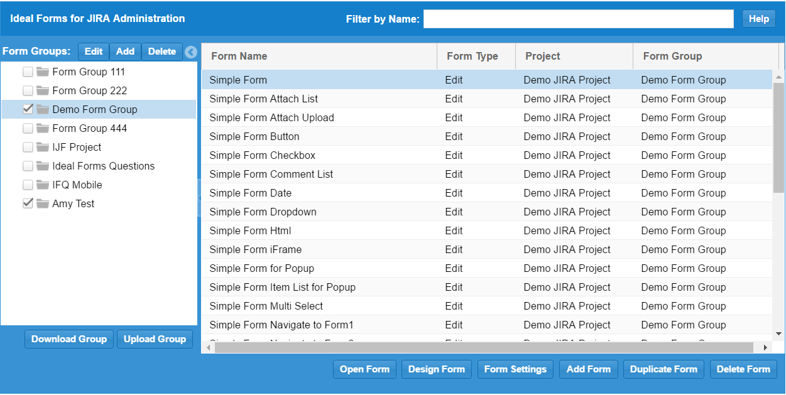 Ideal Forms for JIRA Administration
Filter by Name:
Help
Form Groups:
Edit
Add
Delete
Form Group 111
Form Group 222
Demo Form Group
Form Group 444
IJF Project
Ideal Forms Questions
IFQ Mobile
Amy Test
Download Group
Upload Group
Form Name Form Type Project Form Group
Simple Form Edit Demo JIRA Project Demo Form Group
Simple Form Attach List Edit Demo JIRA Project Demo Form Group
Simple Form Attach Upload Edit Demo JIRA Project Demo Form Group
Simple Form Button Edit Demo JIRA Project Demo Form Group
Simple Form Checkbox Edit Demo JIRA Project Demo Form Group
Simple Form Comment List Edit Demo JIRA Project Demo Form Group
Simple Form Date Edit Demo JIRA Project Demo Form Group
Simple Form Dropdown Edit Demo JIRA Project Demo Form Group
Simple Form Html Edit Demo JIRA Project Demo Form Group
Simple Form iFrame Edit Demo JIRA Project Demo Form Group
Simple Form for Popup Edit Demo JIRA Project Demo Form Group
Simple Form Item List for Popup Edit Demo JIRA Project Demo Form Group
Simple Form Multi Select Edit Demo JIRA Project Demo Form Group
Simple Form Navigate to Form1 Edit Demo JIRA Project Demo Form Group
Open Form
Design Form
Form Settings
Add Form
Duplicate Form
Delete Form